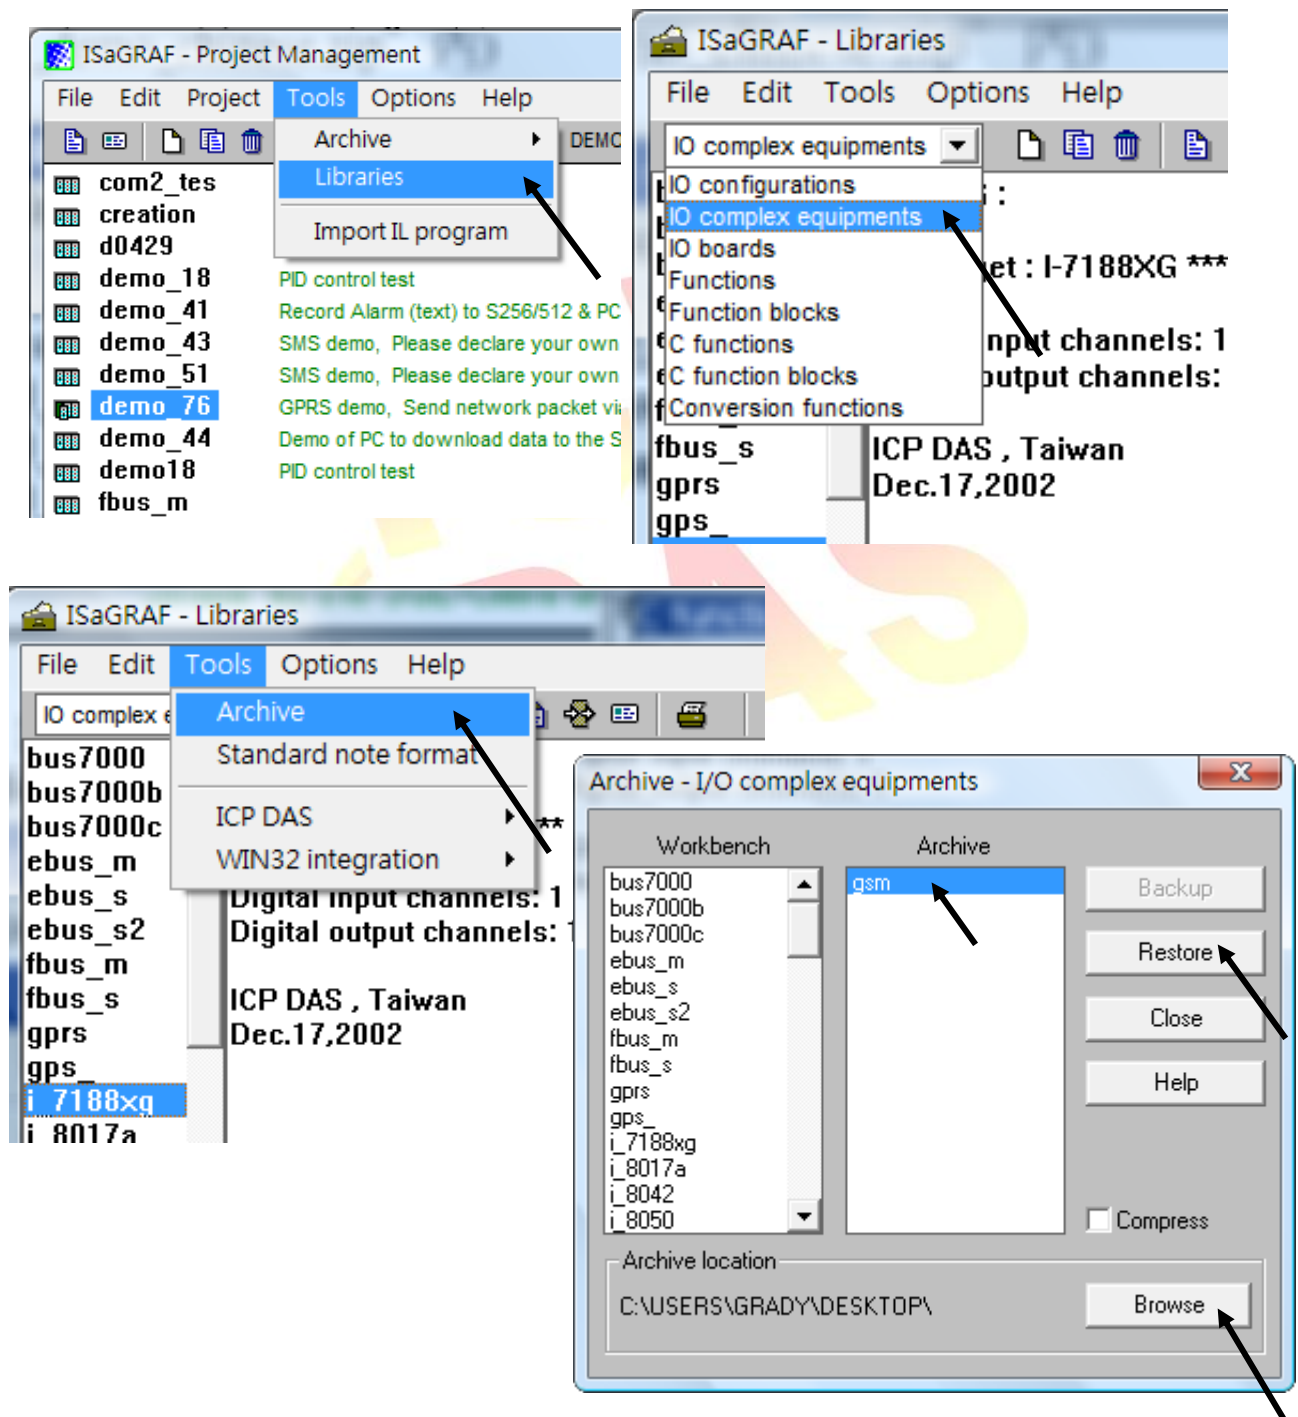 ISaGRAF - Project Management
File Edit Project Tools Options Help
Archive
DEMO
Libraries
Import IL program
com2_tes
creation
d0429
demo_18 PID control test
demo_41 Record Alarm (text) to S256/512 & PC
demo_43 SMS demo, Please declare your own
demo_51 SMS demo, Please declare your own
demo_76 GPRS demo, Send network packet via
demo_44 Demo of PC to download data to the S
demo18 PID control test
fbus_m
ISaGRAF - Libraries
File Edit Tools Options Help
IO complex equipments
IO configurations
IO complex equipments
IO boards
Functions
Function blocks
C functions
C function blocks
Conversion functions
et : I-7188XG ***
nput channels: 1
output channels:
fbus_s
gprs
gps_
ICP DAS , Taiwan
Dec.17,2002
ISaGRAF - Libraries
File Edit Tools Options Help
IO complex e
Archive
Standard note format
ICP DAS
WIN32 integration
**
bus7000
bus7000b
bus7000c
ebus_m
ebus_s
ebus_s2
fbus_m
fbus_s
gprs
gps_
i_7188xg
i_8017a
Digital input channels: 1
Digital output channels: 1
ICP DAS , Taiwan
Dec.17,2002
Archive - I/O complex equipments
Workbench
Archive
bus7000
bus7000b
bus7000c
ebus_m
ebus_s
ebus_s2
fbus_m
fbus_s
gprs
gps_
i_7188xg
i_8017a
i_8042
i_8050
gsm
Backup
Restore
Close
Help
Compress
Archive location
C:\USERS\GRADY\DESKTOP\
Browse